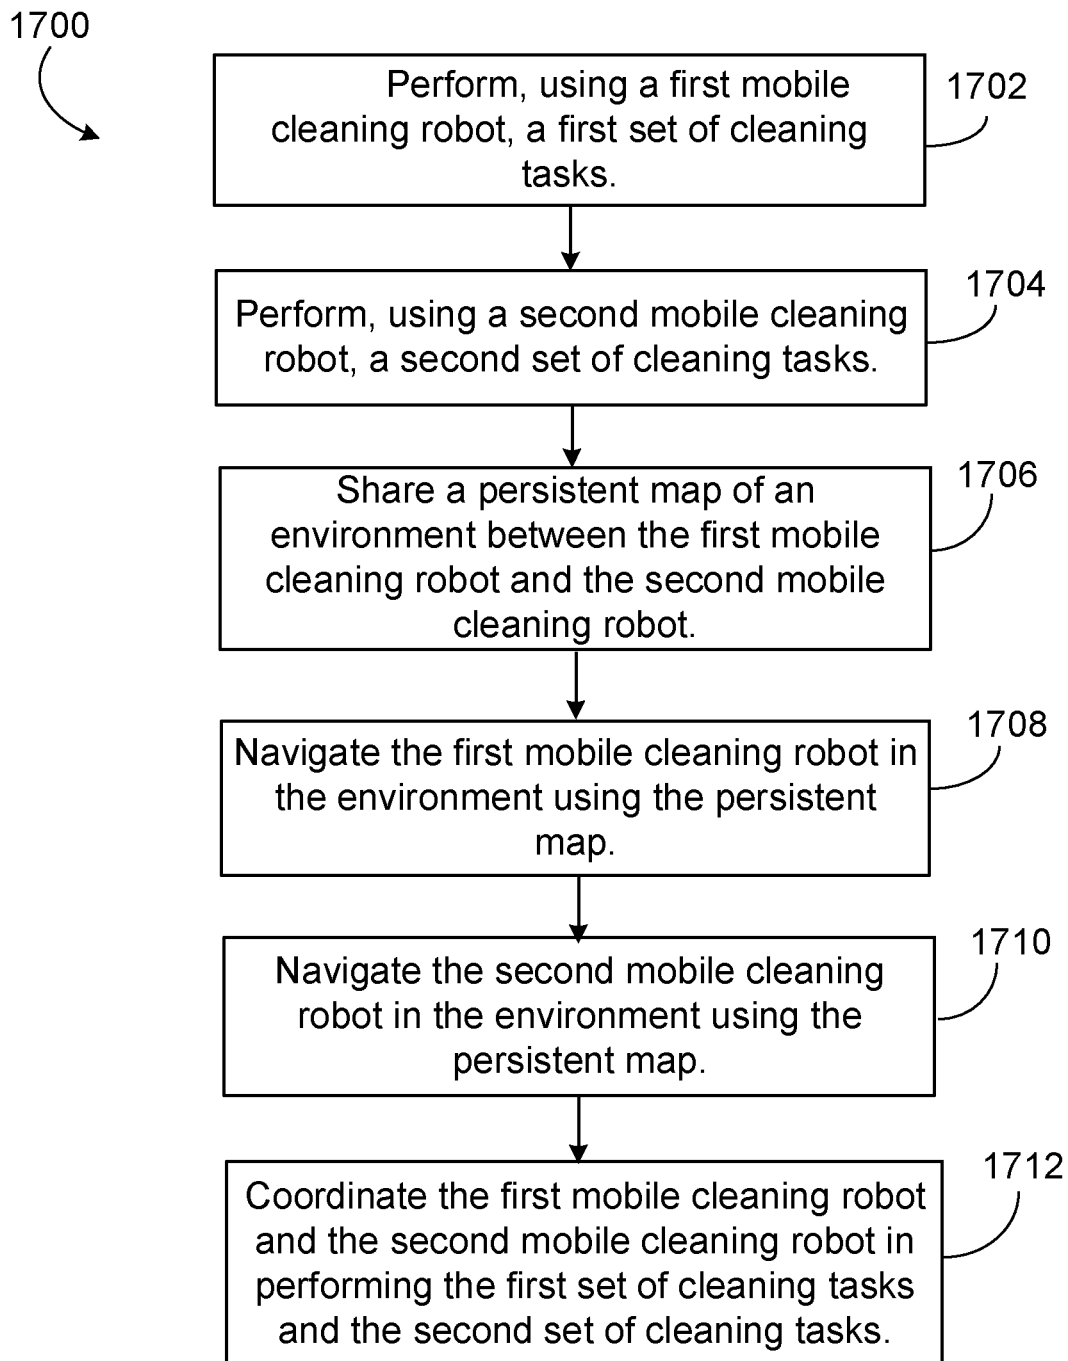 1700
Perform, using a first mobile
cleaning robot, a first set of cleaning
tasks.
1702
Perform, using a second mobile cleaning
robot, a second set of cleaning tasks.
1704
Share a persistent map of an
environment between the first mobile
cleaning robot and the second mobile
cleaning robot.
1706
Navigate the first mobile cleaning robot in
the environment using the persistent
map.
1708
Navigate the second mobile cleaning
robot in the environment using the
persistent map.
1710
Coordinate the first mobile cleaning robot
and the second mobile cleaning robot in
performing the first set of cleaning tasks
and the second set of cleaning tasks.
1712